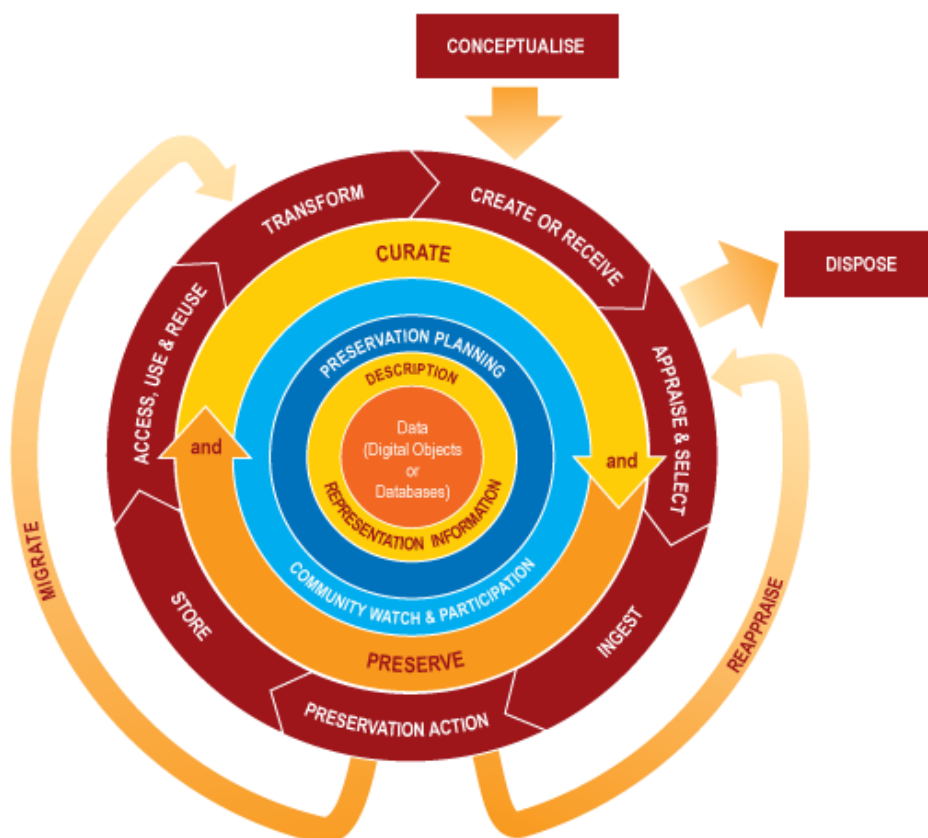 CONCEPTUALISE
CREATE OR RECEIVE
DISPOSE
APPRAISE & SELECT
REAPPRAISE
INGEST
PRESERVATION ACTION
STORE
MIGRATE
ACCESS, USE & REUSE
TRANSFORM
CURATE
and
PRESERVE
and
COMMUNITY WATCH & PARTICIPATION
PRESERVATION PLANNING
DESCRIPTION
REPRESENTATION INFORMATION
Data
(Digital Objects
or
Databases)